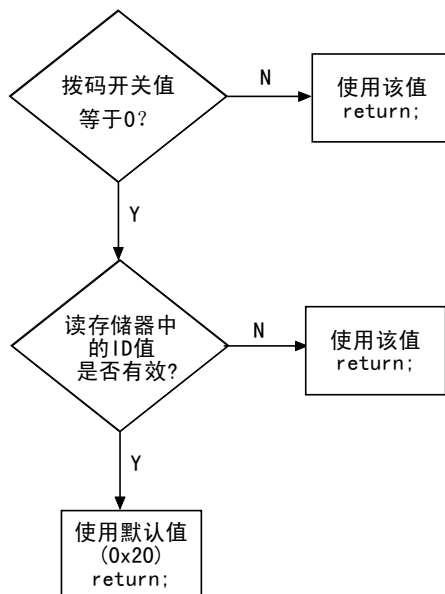 拨码开关值
等于0?
N
使用该值
return;
Y
读存储器中
的ID值
是否有效?
N
使用该值
return;
Y
使用默认值
(0x20)
return;